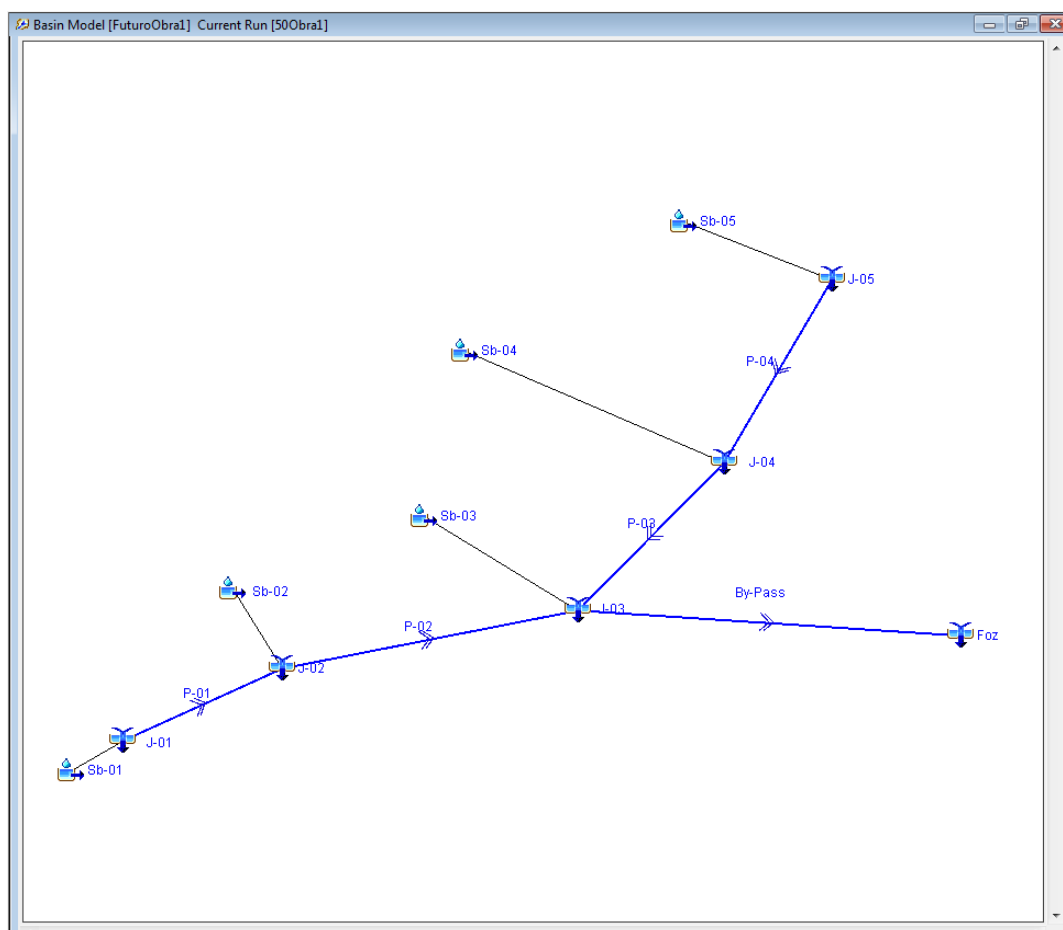 Basin Model [FuturoObra1] Current Run [50Obra1]
Sb-05
J-05
Sb-04
P-04
J-04
Sb-03
P-03
Sb-02
By-Pass
J-03
P-02
Foz
J-02
P-01
J-01
Sb-01